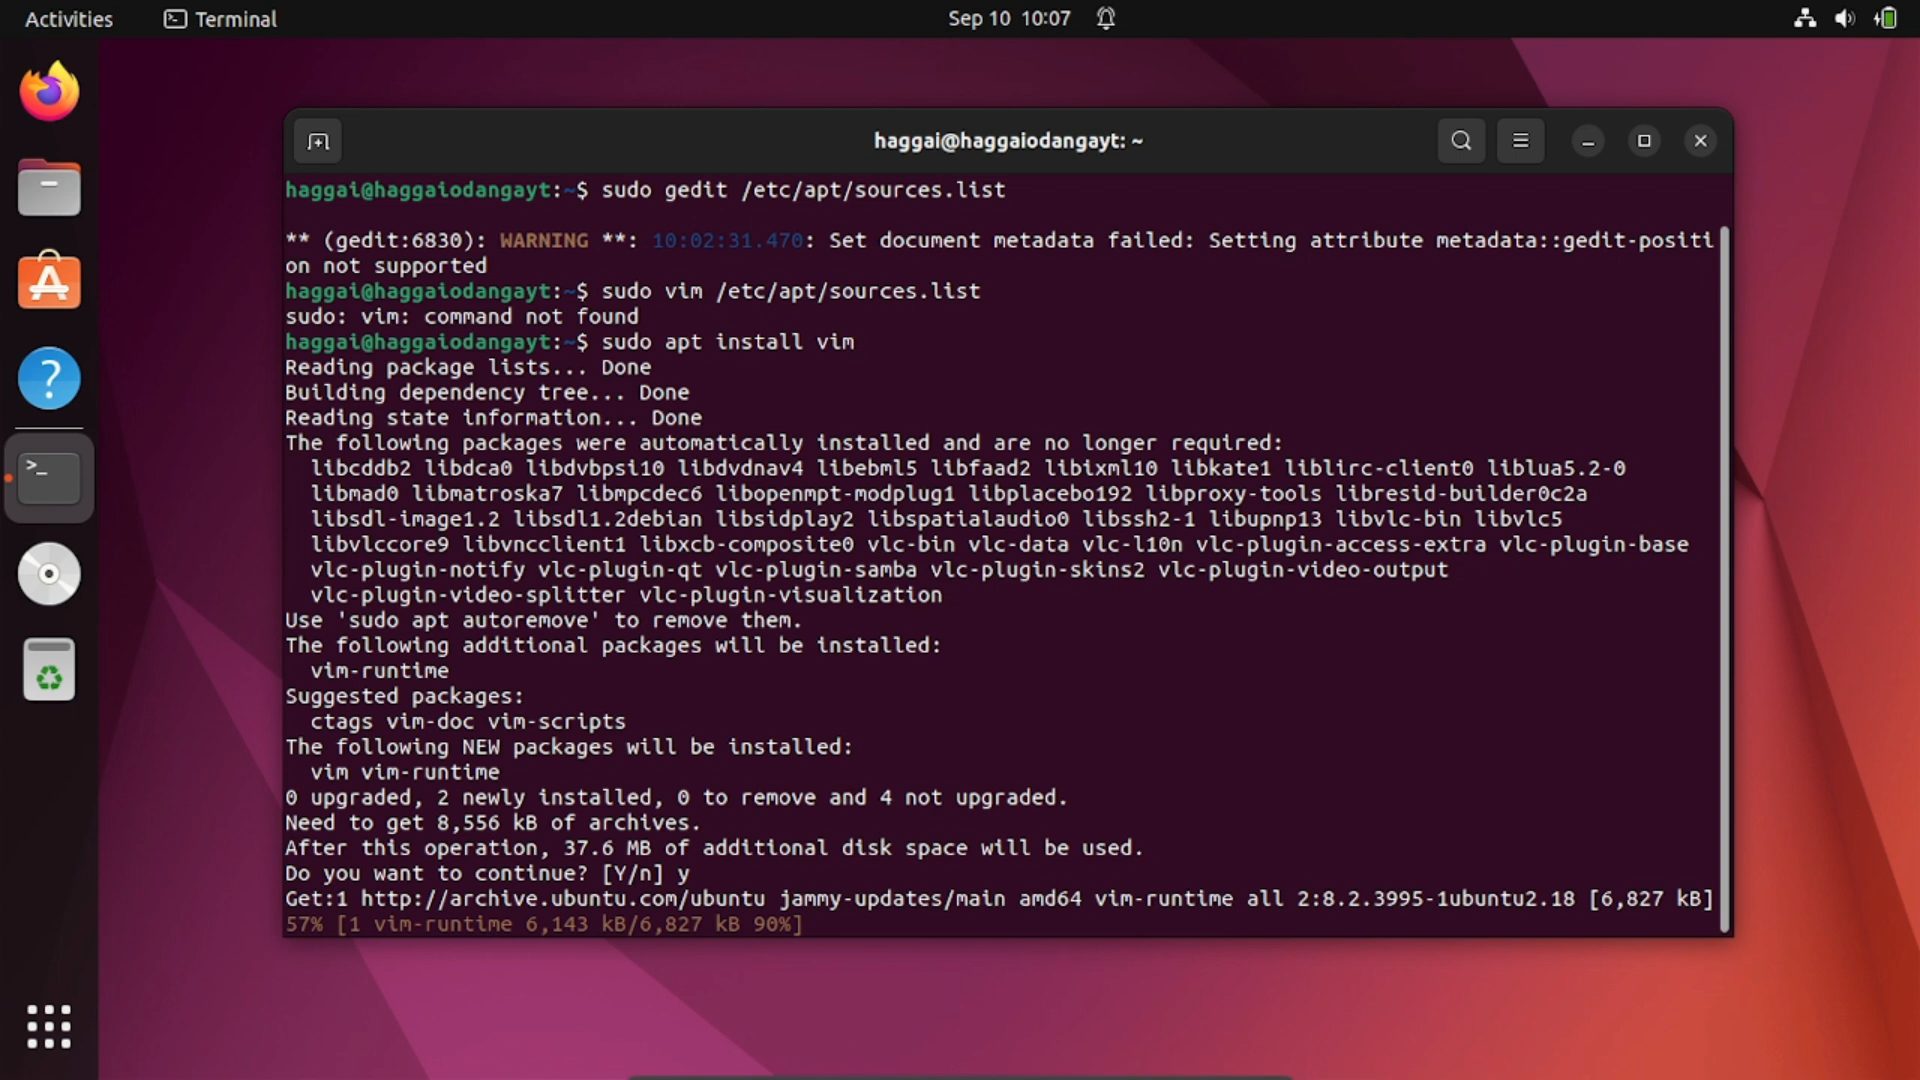 Activities Terminal Sep 10 10:07
haggai@haggaiodangayt: ~
haggai@haggaiodangayt:~$ sudo gedit /etc/apt/sources.list
** (gedit:6830): WARNING **: 10:02:31.470: Set document metadata failed: Setting attribute metadata::gedit-positi
on not supported
haggai@haggaiodangayt:~$ sudo vim /etc/apt/sources.list
sudo: vim: command not found
haggai@haggaiodangayt:~$ sudo apt install vim
Reading package lists... Done
Building dependency tree... Done
Reading state information... Done
The following packages were automatically installed and are no longer required:
  libcddb2 libdca0 libdvbpsi10 libdvdnav4 libebml5 libfaad2 libixml10 libkate1 liblirc-client0 liblua5.2-0
  libmad0 libmatroska7 libmpcdec6 libopenmpt-modplug1 libplacebo192 libproxy-tools libresid-builder0c2a
  libsdl-image1.2 libsdl1.2debian libsidplay2 libspatialaudio0 libssh2-1 libupnp13 libvlc-bin libvlc5
  libvlccore9 libvncclient1 libxcb-composite0 vlc-bin vlc-data vlc-l10n vlc-plugin-access-extra vlc-plugin-base
  vlc-plugin-notify vlc-plugin-qt vlc-plugin-samba vlc-plugin-skins2 vlc-plugin-video-output
  vlc-plugin-video-splitter vlc-plugin-visualization
Use 'sudo apt autoremove' to remove them.
The following additional packages will be installed:
  vim-runtime
Suggested packages:
  ctags vim-doc vim-scripts
The following NEW packages will be installed:
  vim vim-runtime
0 upgraded, 2 newly installed, 0 to remove and 4 not upgraded.
Need to get 8,556 kB of archives.
After this operation, 37.6 MB of additional disk space will be used.
Do you want to continue? [Y/n] y
Get:1 http://archive.ubuntu.com/ubuntu jammy-updates/main amd64 vim-runtime all 2:8.2.3995-1ubuntu2.18 [6,827 kB]
57% [1 vim-runtime 6,143 kB/6,827 kB 90%]